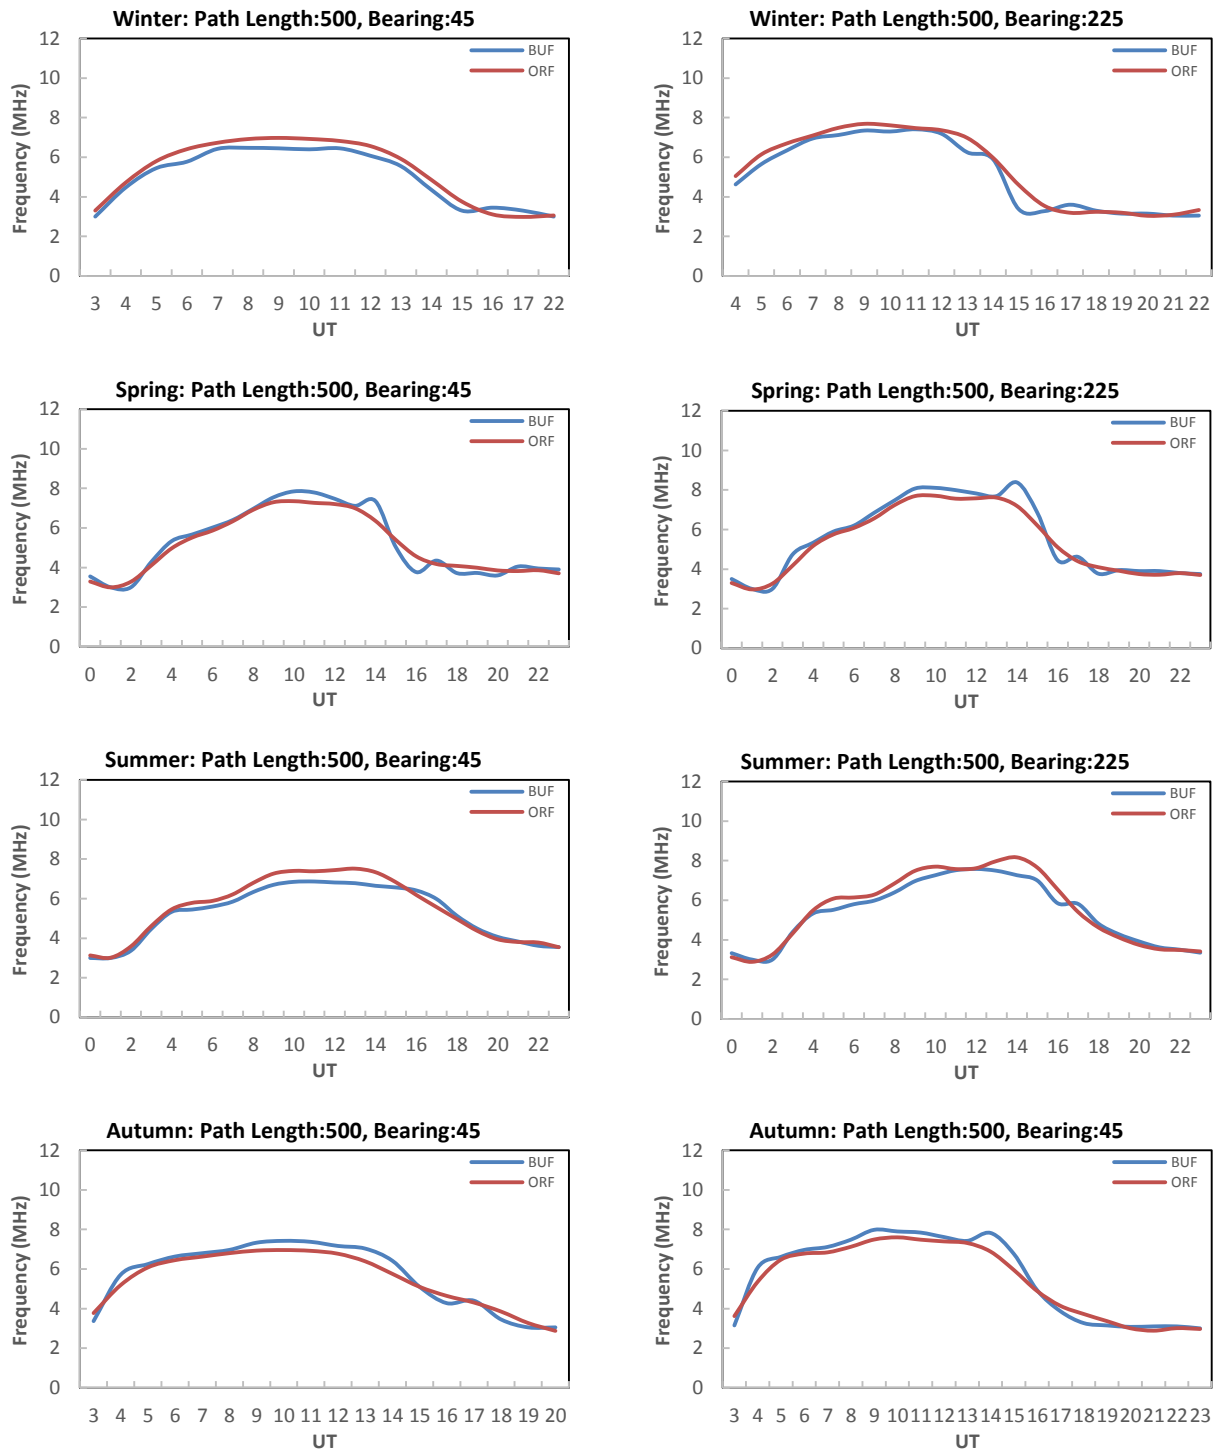 Winter: Path Length:500, Bearing:45
12
10
8
6
4
2
0
Frequency (MHz)
BUF
ORF
3 4 5 6 7 8 9 10 11 12 13 14 15 16 17 22
UT
Winter: Path Length:500, Bearing:225
12
10
8
6
4
2
0
Frequency (MHz)
BUF
ORF
4 5 6 7 8 9 10 11 12 13 14 15 16 17 18 19 20 21 22
UT
Spring: Path Length:500, Bearing:45
12
10
8
6
4
2
0
Frequency (MHz)
BUF
ORF
0 2 4 6 8 10 12 14 16 18 20 22
UT
Spring: Path Length:500, Bearing:225
12
10
8
6
4
2
0
Frequency (MHz)
BUF
ORF
0 2 4 6 8 10 12 14 16 18 20 22
UT
Summer: Path Length:500, Bearing:45
12
10
8
6
4
2
0
Frequency (MHz)
BUF
ORF
0 2 4 6 8 10 12 14 16 18 20 22
UT
Summer: Path Length:500, Bearing:225
12
10
8
6
4
2
0
Frequency (MHz)
BUF
ORF
0 2 4 6 8 10 12 14 16 18 20 22
UT
Autumn: Path Length:500, Bearing:45
12
10
8
6
4
2
0
Frequency (MHz)
BUF
ORF
3 4 5 6 7 8 9 10 11 12 13 14 15 16 17 18 19 20
UT
Autumn: Path Length:500, Bearing:45
12
10
8
6
4
2
0
Frequency (MHz)
BUF
ORF
3 4 5 6 7 8 9 10 11 12 13 14 15 16 17 18 19 20 21 22 23
UT